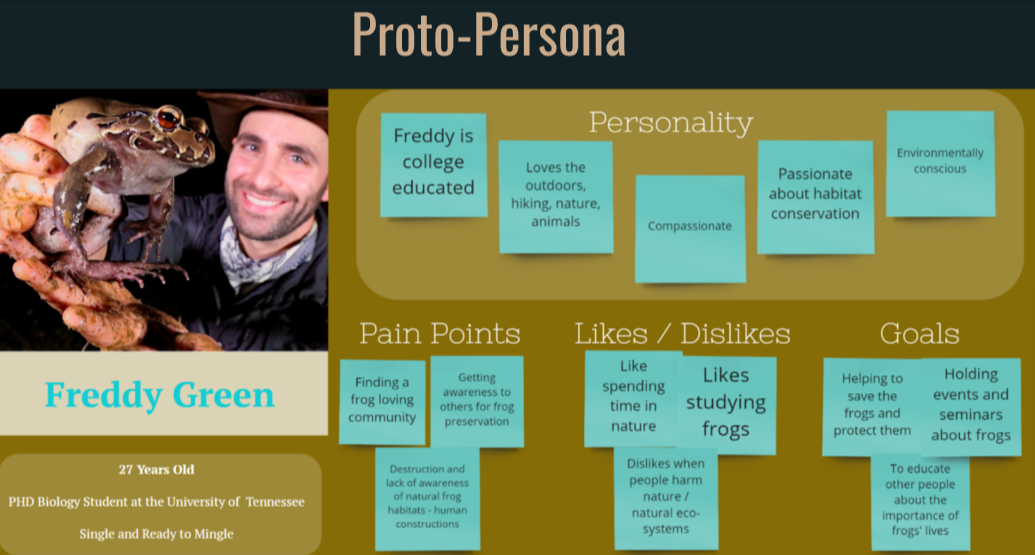 Proto-Persona
Freddy Green
27 Years Old
PHD Biology Student at the University of Tennessee
Single and Ready to Mingle
Personality
Freddy is
college
educated
Loves the
outdoors,
hiking, nature,
animals
Compassionate
Passionate
about habitat
conservation
Environmentally
conscious
Pain Points
Finding a
frog loving
community
Getting
awareness to
others for frog
preservation
Destruction and
lack of awareness
of natural frog
habitats - human
constructions
Likes / Dislikes
Like
spending
time in
nature
Likes
studying
frogs
Dislikes when
people harm
nature /
natural eco-
systems
Goals
Helping to
save the
frogs and
protect them
Holding
events and
seminars
about frogs
To educate
other people
about the
importance of
frogs' lives